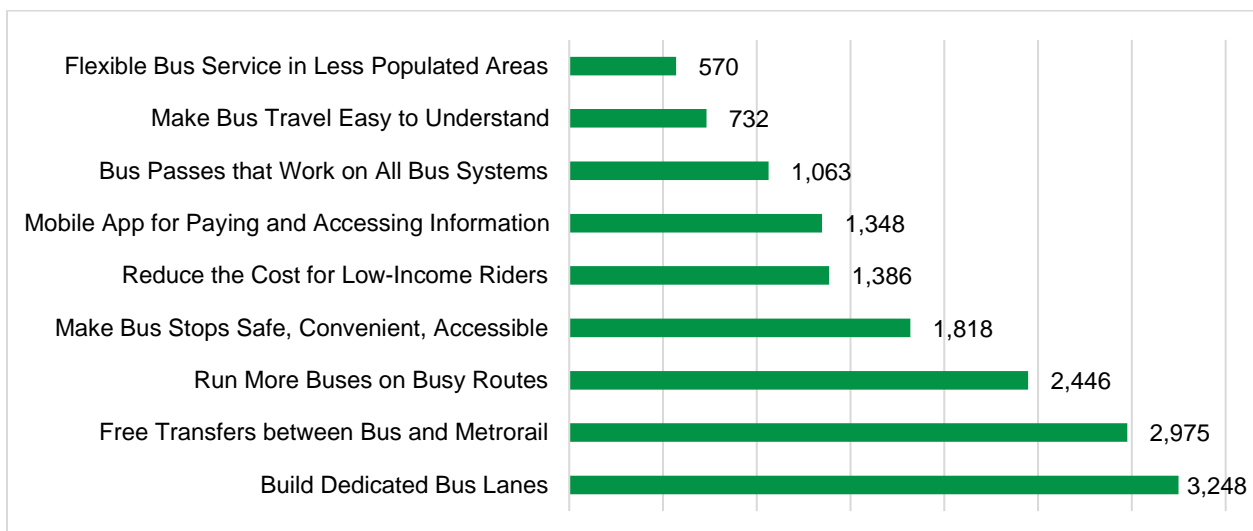 Flexible Bus Service in Less Populated Areas 570
Make Bus Travel Easy to Understand 732
Bus Passes that Work on All Bus Systems 1,063
Mobile App for Paying and Accessing Information 1,348
Reduce the Cost for Low-Income Riders 1,386
Make Bus Stops Safe, Convenient, Accessible 1,818
Run More Buses on Busy Routes 2,446
Free Transfers between Bus and Metrorail 2,975
Build Dedicated Bus Lanes 3,248